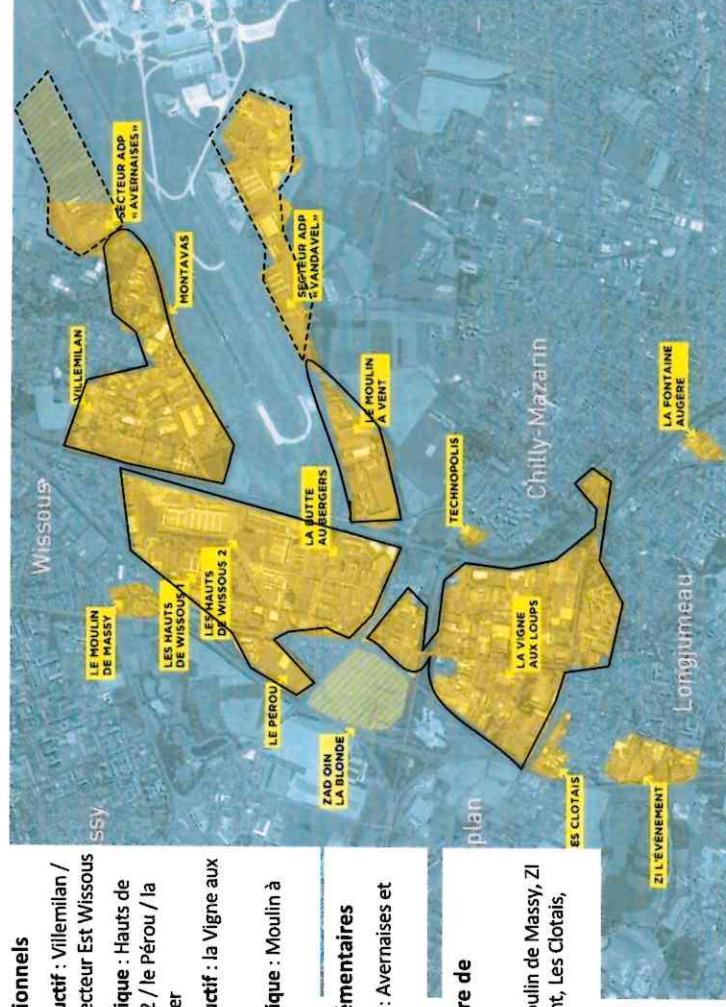 ionnels
uctif : Villemilan /
ecteur Est Wissous
ique : Hauts de
2 / le Pérou / la
er
ctif : la Vigne aux
ique : Moulin à
émentaires
: Avernaises et
re de
oulin de Massy, ZI
nt, Les Clotais,
Wissous
ssy
plan
Chilly-Mazarin
Longjumeau
SECTEUR ADP
«AVERNAISES»
VILLEMILAN
MONTAVAS
SECTEUR ADP
«VANDAVEL»
LE MOULIN
DE MASSY
LES HAUTS
DE WISSOUS 1
LES HAUTS
DE WISSOUS 2
LA BUTTE
AU BERGERS
LE MOULIN
A VENT
LE PÉROU
ZAD OIN
LA BLONDE
TECHNOPOLIS
LA VIGNE
AUX LOUPS
ES CLOTAIS
ZI L'ÉVÉNEMENT
LA FONTAINE
AUGÈRE